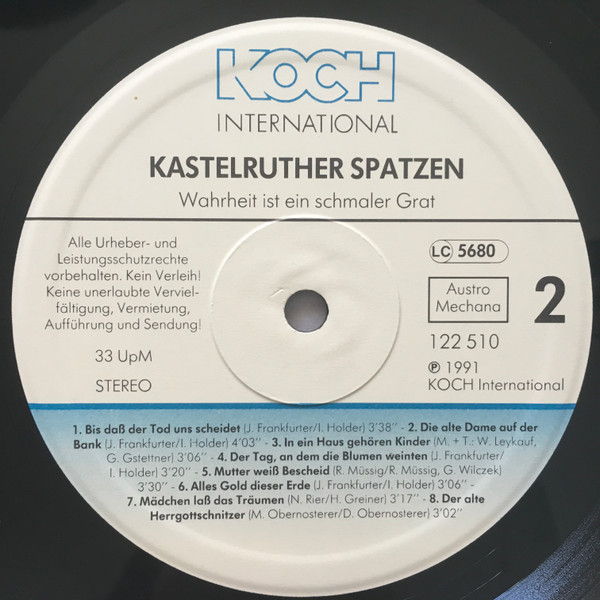 KOCH
INTERNATIONAL
KASTELRUTHER SPATZEN
Wahrheit ist ein schmaler Grat
Alle Urheber- und
Leistungsschutzrechte
vorbehalten. Kein Verleih!
Keine unerlaubte Verviel-
fältigung, Vermietung,
Aufführung und Sendung!
33 UpM
STEREO
LC 5680
Austro
Mechana
2
122 510
℗ 1991
KOCH International
1. Bis daß der Tod uns scheidet (J. Frankfurter/I. Holder) 3'38" - 2. Die alte Dame auf der
Bank (J. Frankfurter/I. Holder) 4'03" - 3. In ein Haus gehören Kinder (M. + T.: W. Leykauf,
G. Gstettner) 3'06" - 4. Der Tag, an dem die Blumen weinten (J. Frankfurter/
I. Holder) 3'20" - 5. Mutter weiß Bescheid (R. Müssig/R. Müssig, G. Wilczek)
3'30" - 6. Alles Gold dieser Erde (J. Frankfurter/I. Holder) 3'06" -
7. Mädchen laß das Träumen (N. Rier/H. Greiner) 3'17" - 8. Der alte
Herrgottschnitzer (M. Obernosterer/D. Obernosterer) 3'02"